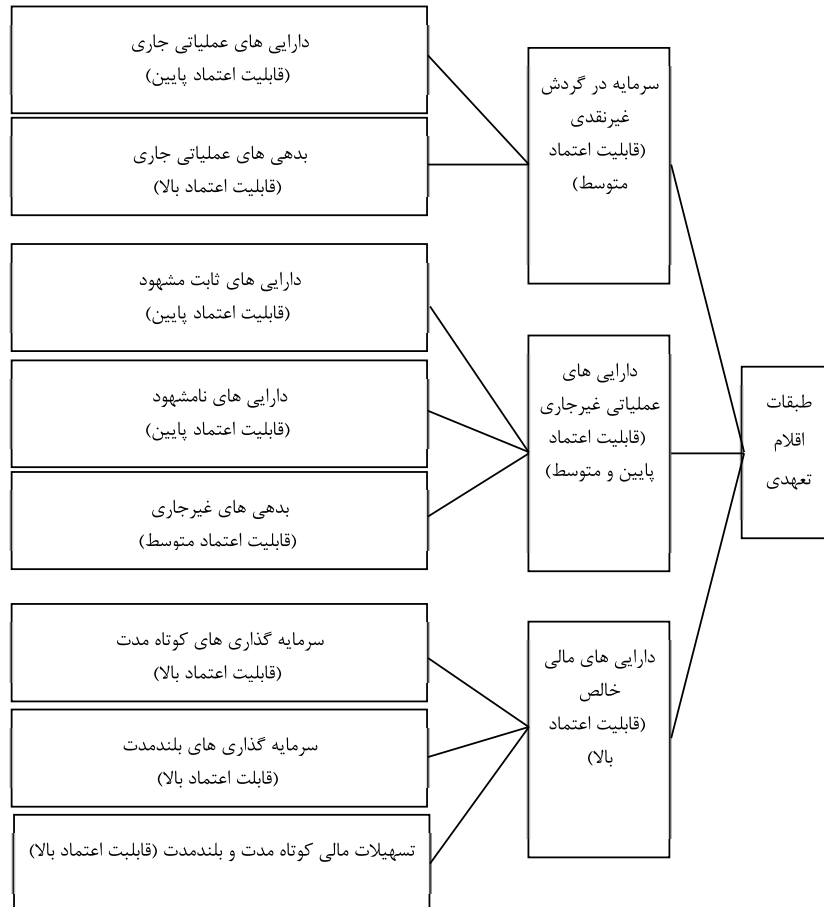 طبقات
اقلام
تعهدی
سرمایه در گردش
غیرنقدی
(قابلیت اعتماد
متوسط)
دارایی های عملیاتی جاری
(قابلیت اعتماد پایین)
بدهی های عملیاتی جاری
(قابلیت اعتماد بالا)
دارایی های
عملیاتی غیرجاری
(قابلیت اعتماد
پایین و متوسط)
دارایی های ثابت مشهود
(قابلیت اعتماد پایین)
دارایی های نامشهود
(قابلیت اعتماد پایین)
بدهی های غیرجاری
(قابلیت اعتماد متوسط)
دارایی های مالی
خالص
(قابلیت اعتماد
بالا)
سرمایه گذاری های کوتاه مدت
(قابلیت اعتماد بالا)
سرمایه گذاری های بلندمدت
(قابلت اعتماد بالا)
تسهیلات مالی کوتاه مدت و بلندمدت (قابلبت اعتماد بالا)